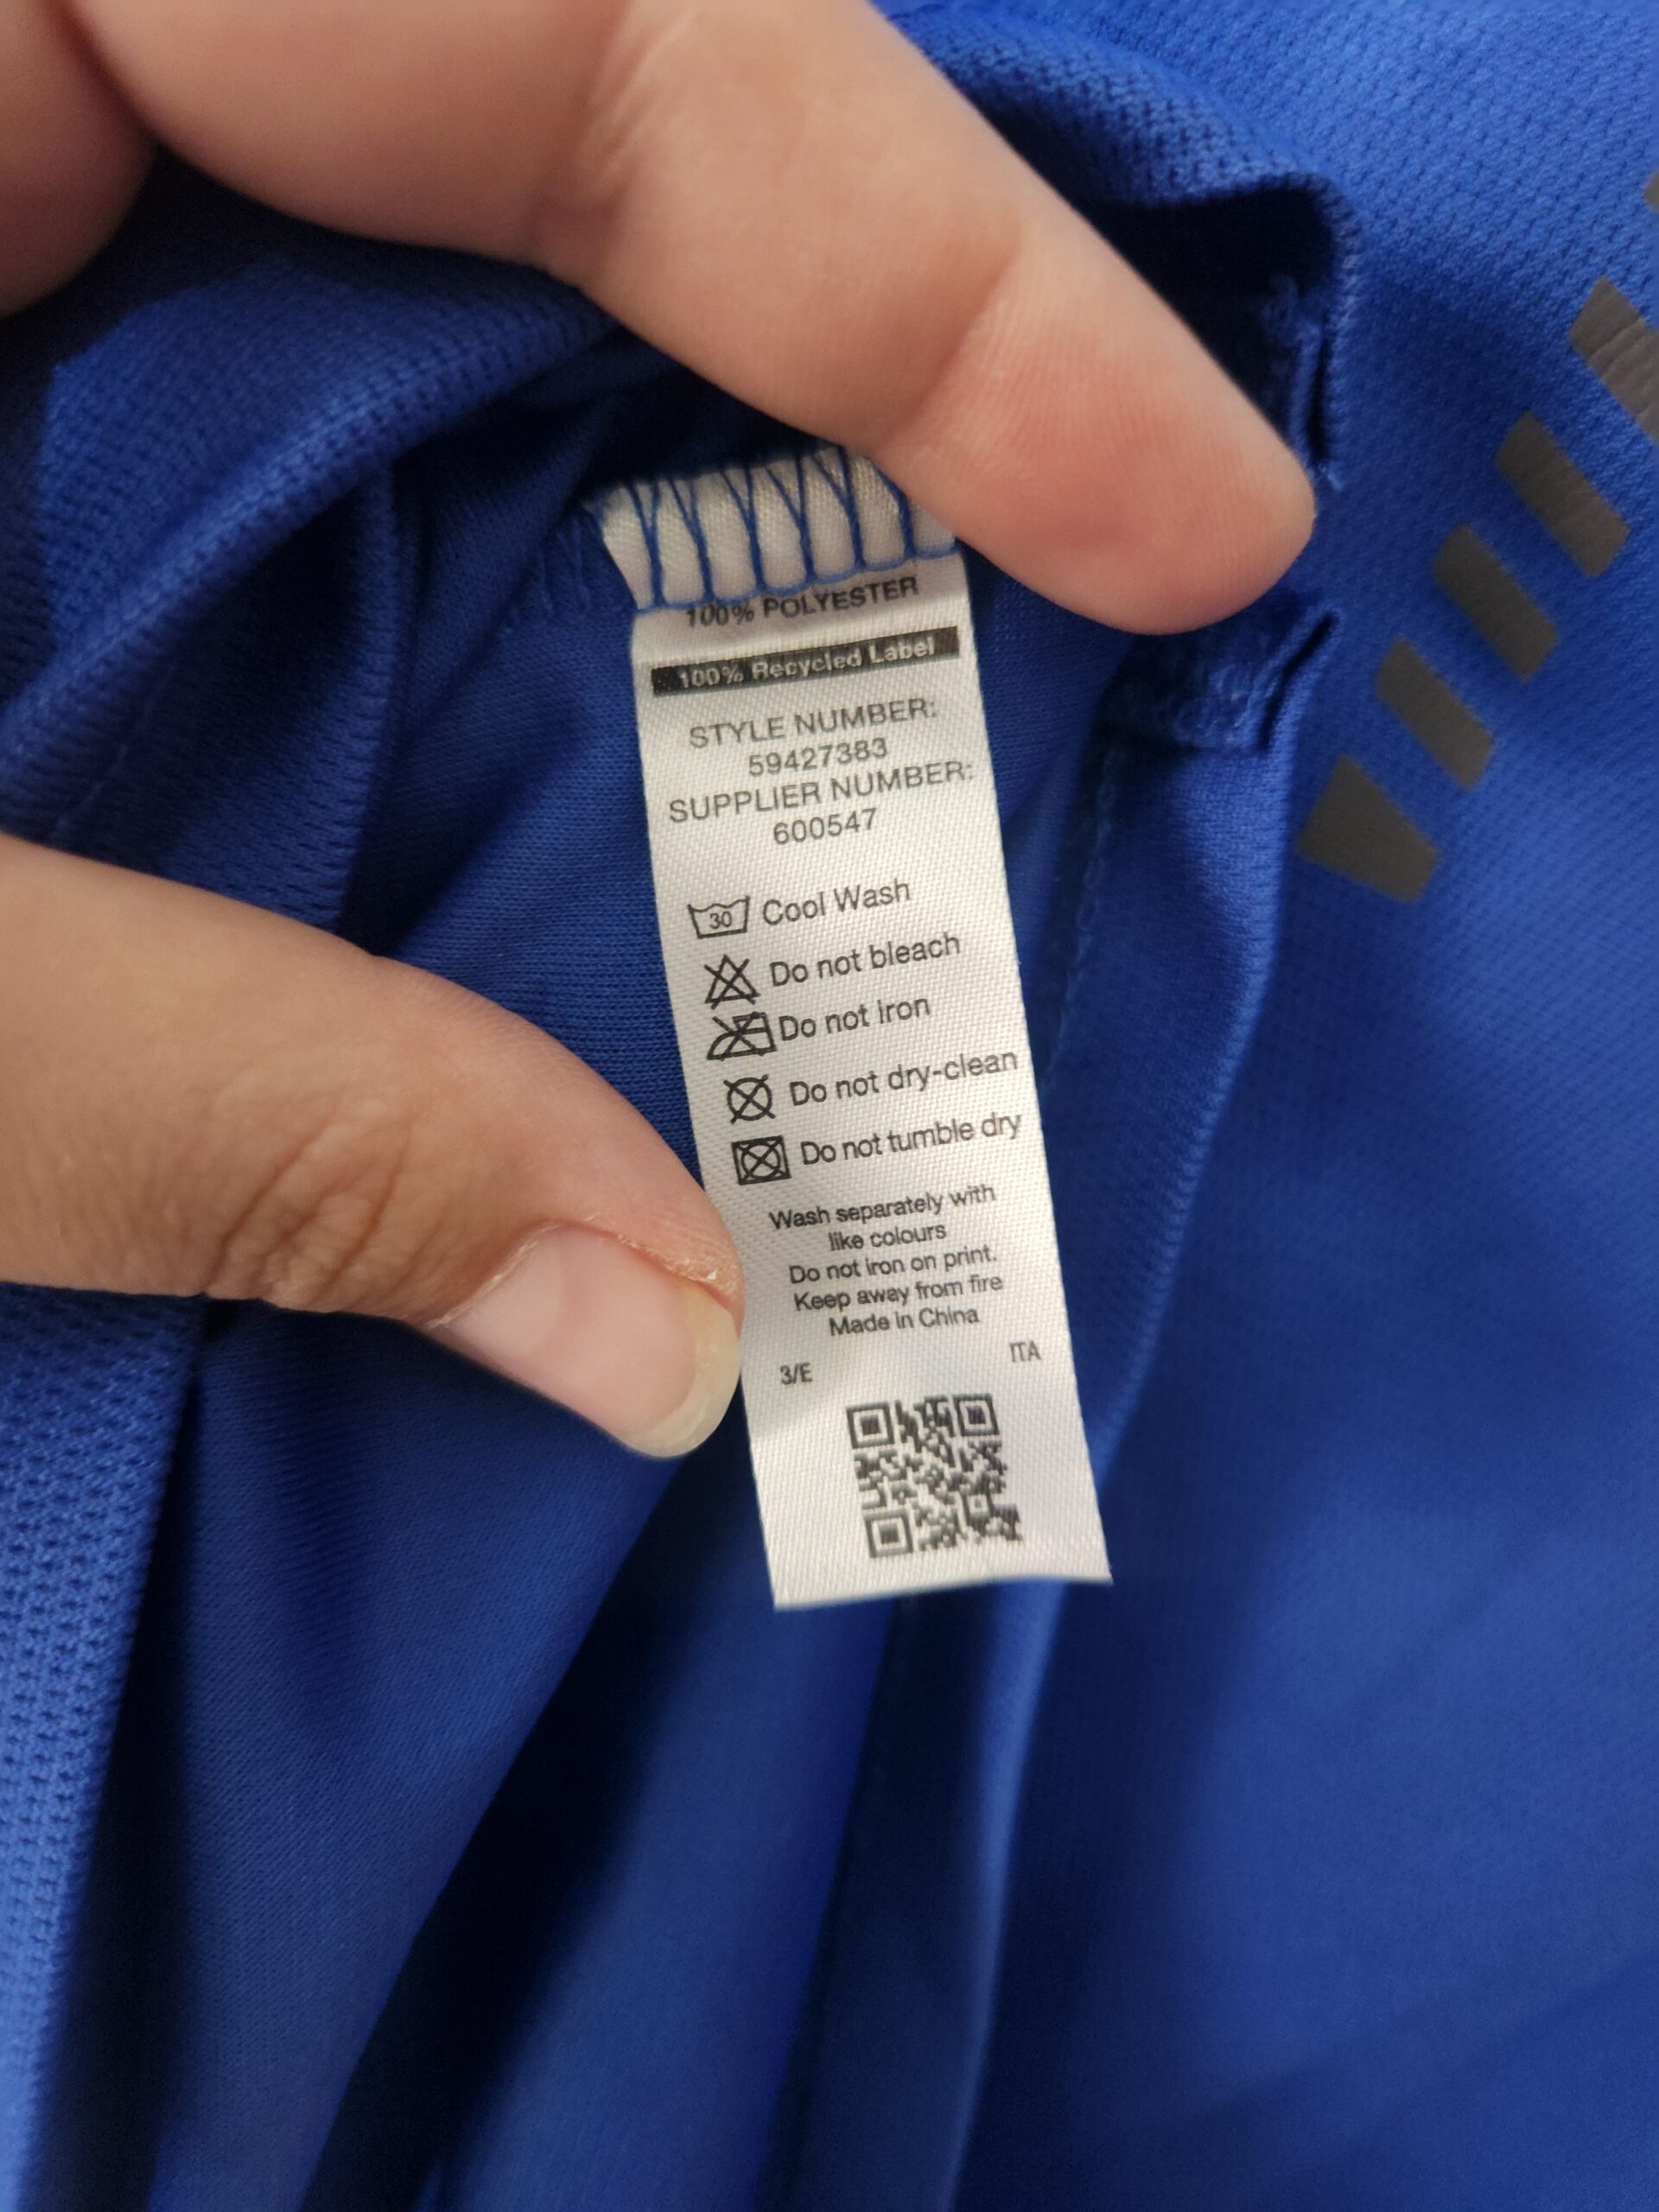 100% POLYESTER
100% Recycled Label
STYLE NUMBER:
59427383
SUPPLIER NUMBER:
600547
30 Cool Wash
Do not bleach
Do not iron
Do not dry-clean
Do not tumble dry
Wash separately with
like colours
Do not iron on print.
Keep away from fire
Made in China
3/E ITA